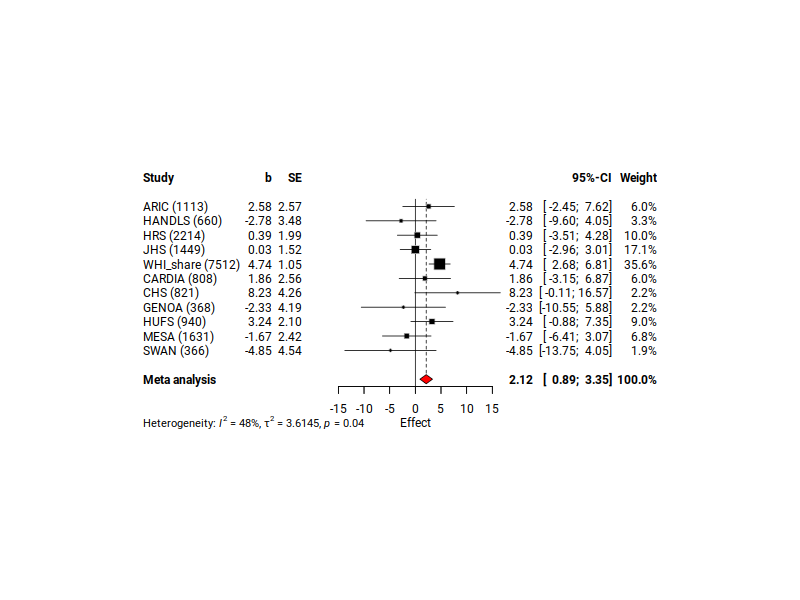 Study b SE 95%-CI Weight
ARIC (1113) 2.58 2.57 2.58 [ -2.45; 7.62] 6.0%
HANDLS (660) -2.78 3.48 -2.78 [ -9.60; 4.05] 3.3%
HRS (2214) 0.39 1.99 0.39 [ -3.51; 4.28] 10.0%
JHS (1449) 0.03 1.52 0.03 [ -2.96; 3.01] 17.1%
WHI_share (7512) 4.74 1.05 4.74 [ 2.68; 6.81] 35.6%
CARDIA (808) 1.86 2.56 1.86 [ -3.15; 6.87] 6.0%
CHS (821) 8.23 4.26 8.23 [ -0.11; 16.57] 2.2%
GENOA (368) -2.33 4.19 -2.33 [-10.55; 5.88] 2.2%
HUFS (940) 3.24 2.10 3.24 [ -0.88; 7.35] 9.0%
MESA (1631) -1.67 2.42 -1.67 [ -6.41; 3.07] 6.8%
SWAN (366) -4.85 4.54 -4.85 [-13.75; 4.05] 1.9%
Meta analysis 2.12 [ 0.89; 3.35] 100.0%
-15 -10 -5 0 5 10 15
Heterogeneity: I² = 48%, τ² = 3.6145, p = 0.04 Effect